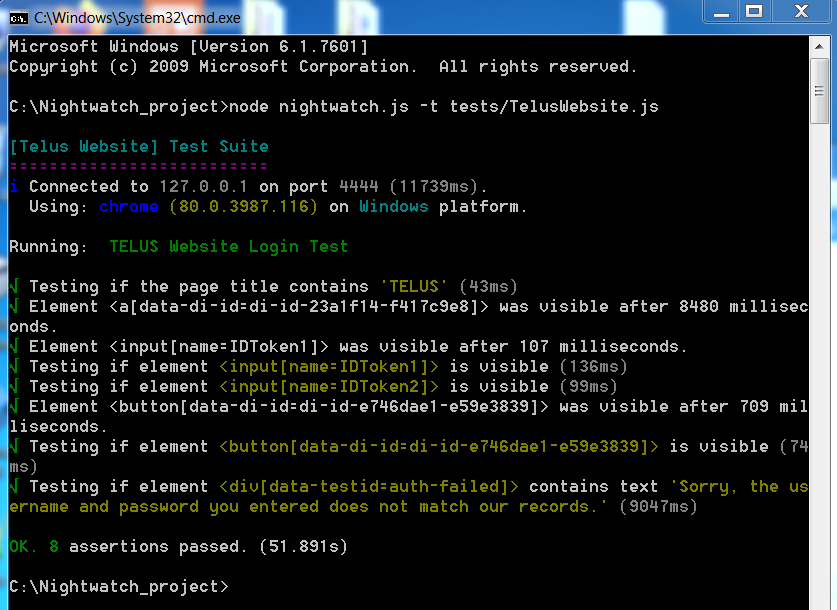 C:\Windows\System32\cmd.exe
Microsoft Windows [Version 6.1.7601]
Copyright (c) 2009 Microsoft Corporation.  All rights reserved.
C:\Nightwatch_project>node nightwatch.js -t tests/TelusWebsite.js
[Telus Website] Test Suite
==========================
i Connected to 127.0.0.1 on port 4444 (11739ms).
Using: chrome (80.0.3987.116) on Windows platform.
Running:  TELUS Website Login Test
√ Testing if the page title contains 'TELUS' (43ms)
√ Element <a[data-di-id=di-id-23a1f14-f417c9e8]> was visible after 8480 millisec
onds.
√ Element <input[name=IDToken1]> was visible after 107 milliseconds.
√ Testing if element <input[name=IDToken1]> is visible (136ms)
√ Testing if element <input[name=IDToken2]> is visible (99ms)
√ Element <button[data-di-id=di-id-e746dae1-e59e3839]> was visible after 709 mil
liseconds.
√ Testing if element <button[data-di-id=di-id-e746dae1-e59e3839]> is visible (74
ms)
√ Testing if element <div[data-testid=auth-failed]> contains text 'Sorry, the us
ername and password you entered does not match our records.' (9047ms)
OK. 8 assertions passed. (51.891s)
C:\Nightwatch_project>